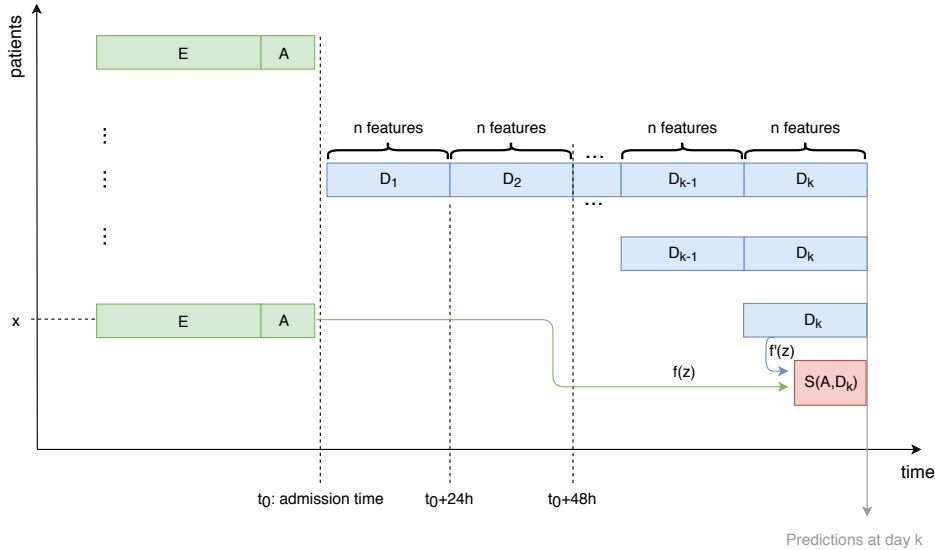 patients
E A
n features n features n features n features
...
D1 D2 Dk-1 Dk
...
Dk-1 Dk
x E A Dk
f'(z)
f(z) S(A,Dk)
time
t0: admission time t0+24h t0+48h
Predictions at day k